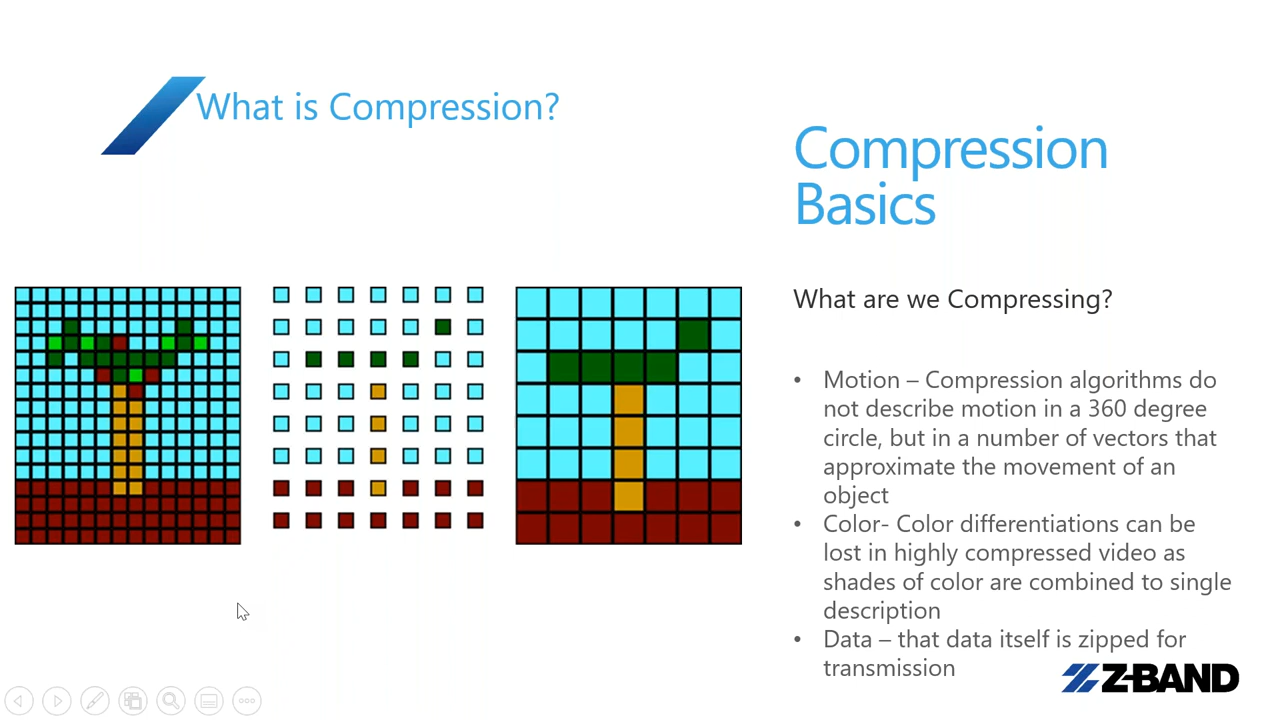 What is Compression?
Compression
Basics
What are we Compressing?
• Motion – Compression algorithms do
not describe motion in a 360 degree
circle, but in a number of vectors that
approximate the movement of an
object
• Color- Color differentiations can be
lost in highly compressed video as
shades of color are combined to single
description
• Data – that data itself is zipped for
transmission
Z-BAND